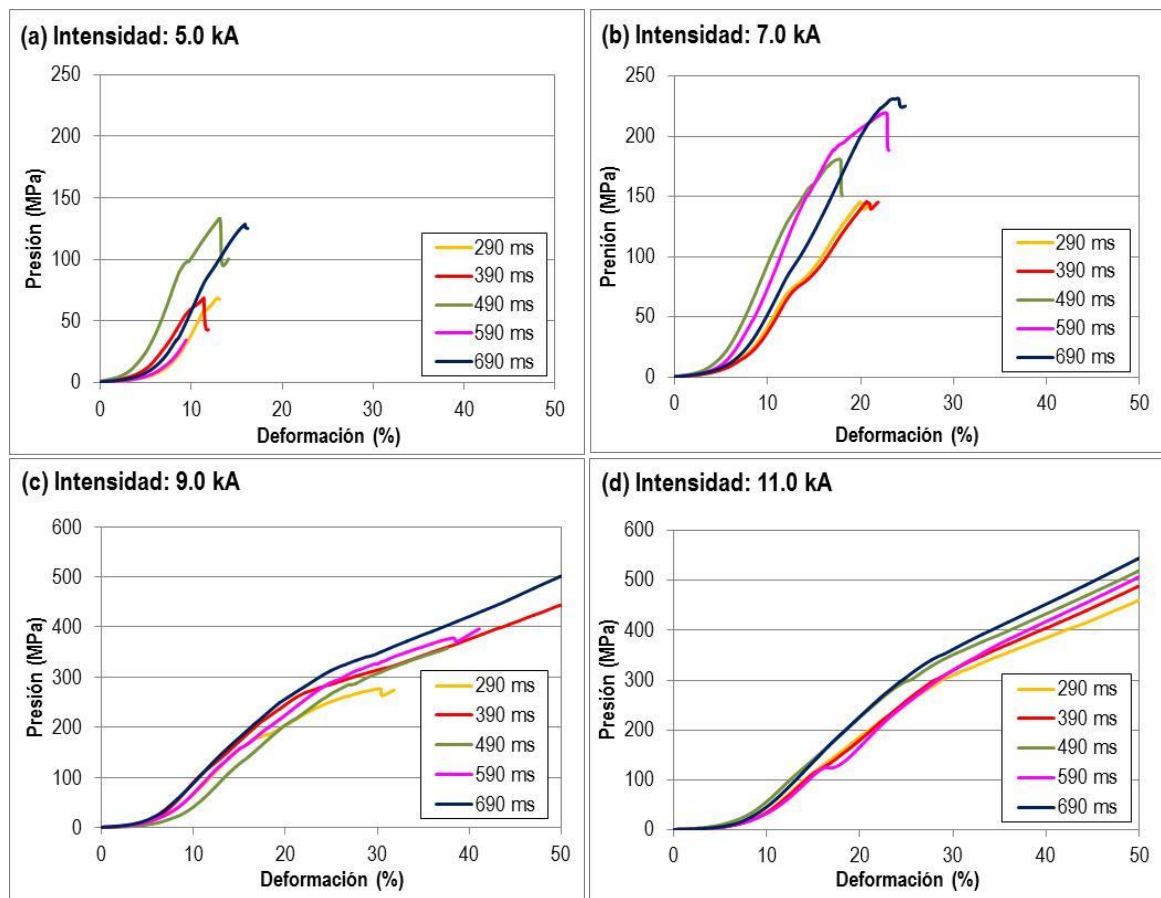 (a) Intensidad: 5.0 kA
250
200
150
100
50
0
Presión (MPa)
0 10 20 30 40 50
Deformación (%)
290 ms
390 ms
490 ms
590 ms
690 ms
(b) Intensidad: 7.0 kA
250
200
150
100
50
0
Prenión (MPa)
0 10 20 30 40 50
Deformación (%)
290 ms
390 ms
490 ms
590 ms
690 ms
(c) Intensidad: 9.0 kA
600
500
400
300
200
100
0
Presión (MPa)
0 10 20 30 40 50
Deformación (%)
290 ms
390 ms
490 ms
590 ms
690 ms
(d) Intensidad: 11.0 kA
600
500
400
300
200
100
0
Presión (MPa)
0 10 20 30 40 50
Deformación (%)
290 ms
390 ms
490 ms
590 ms
690 ms